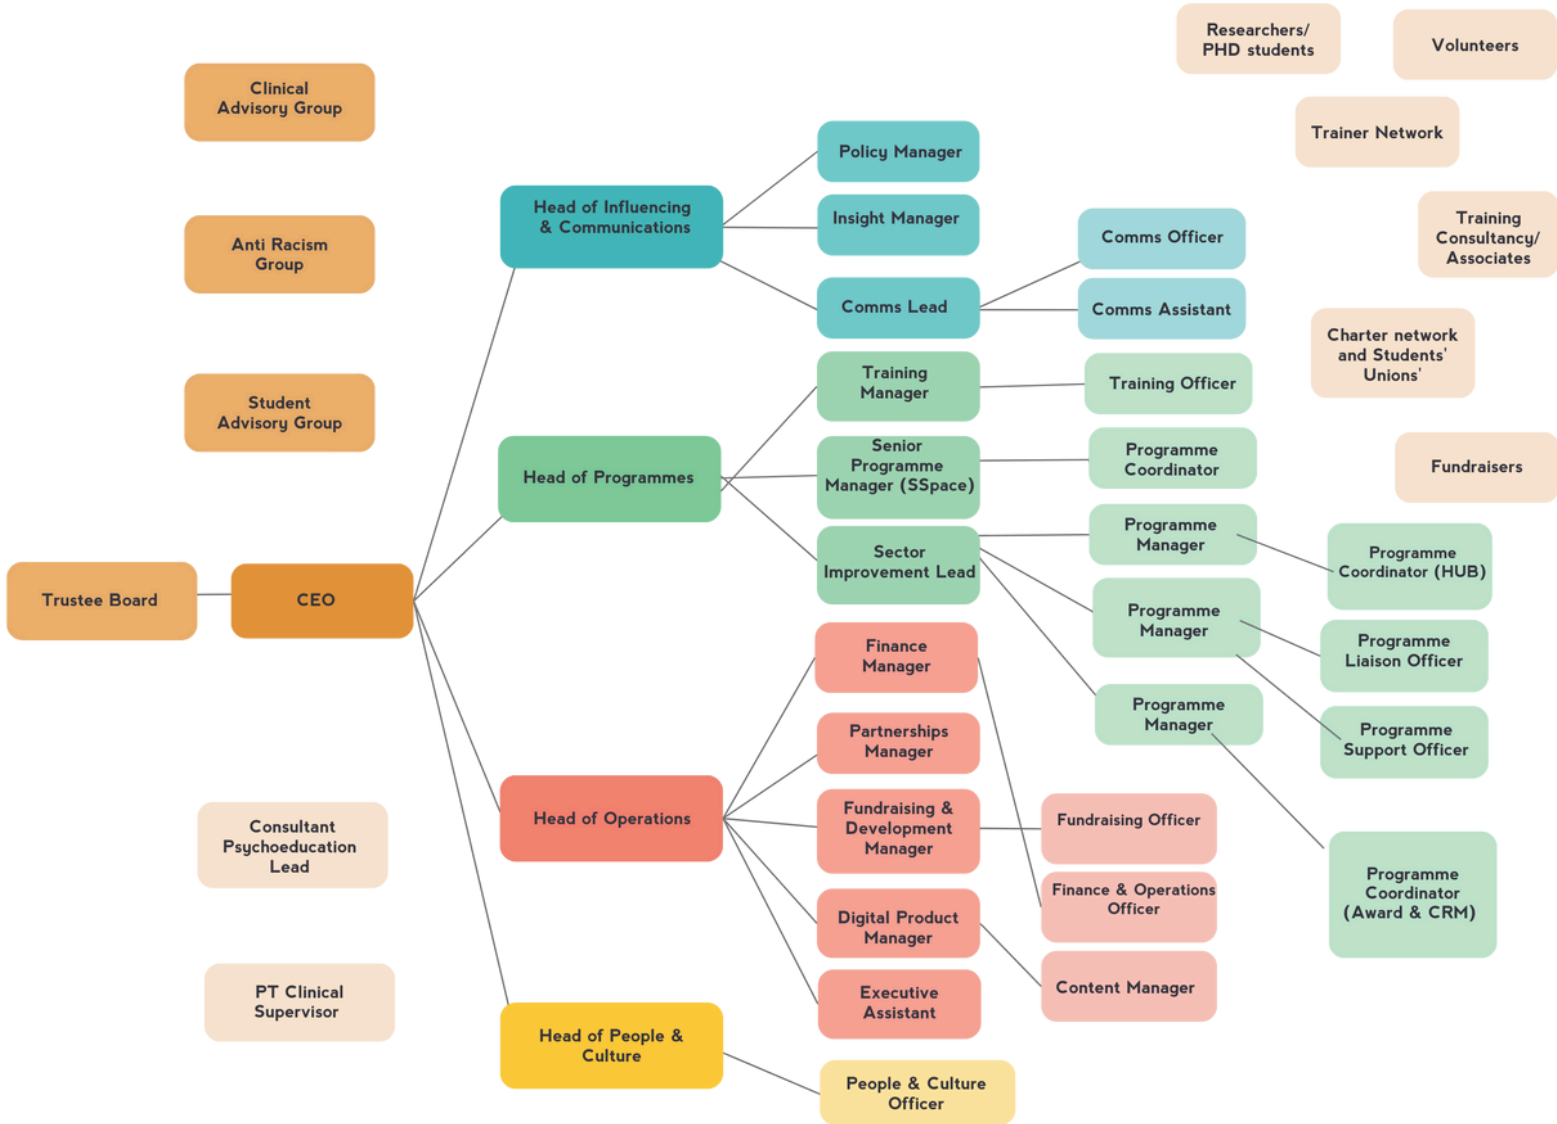 Researchers/
PHD students
Volunteers
Clinical
Advisory Group
Trainer Network
Policy Manager
Head of Influencing
& Communications
Insight Manager
Training
Consultancy/
Associates
Anti Racism
Group
Comms Officer
Comms Lead
Comms Assistant
Charter network
and Students'
Unions'
Training
Manager
Training Officer
Student
Advisory Group
Senior
Programme
Manager (SSpace)
Programme
Coordinator
Head of Programmes
Fundraisers
Sector
Improvement Lead
Programme
Manager
Programme
Coordinator (HUB)
Trustee Board
CEO
Programme
Manager
Programme
Liaison Officer
Finance
Manager
Programme
Manager
Programme
Support Officer
Partnerships
Manager
Head of Operations
Fundraising &
Development
Manager
Fundraising Officer
Consultant
Psychoeducation
Lead
Finance & Operations
Officer
Programme
Coordinator
(Award & CRM)
Digital Product
Manager
Content Manager
PT Clinical
Supervisor
Executive
Assistant
Head of People &
Culture
People & Culture
Officer